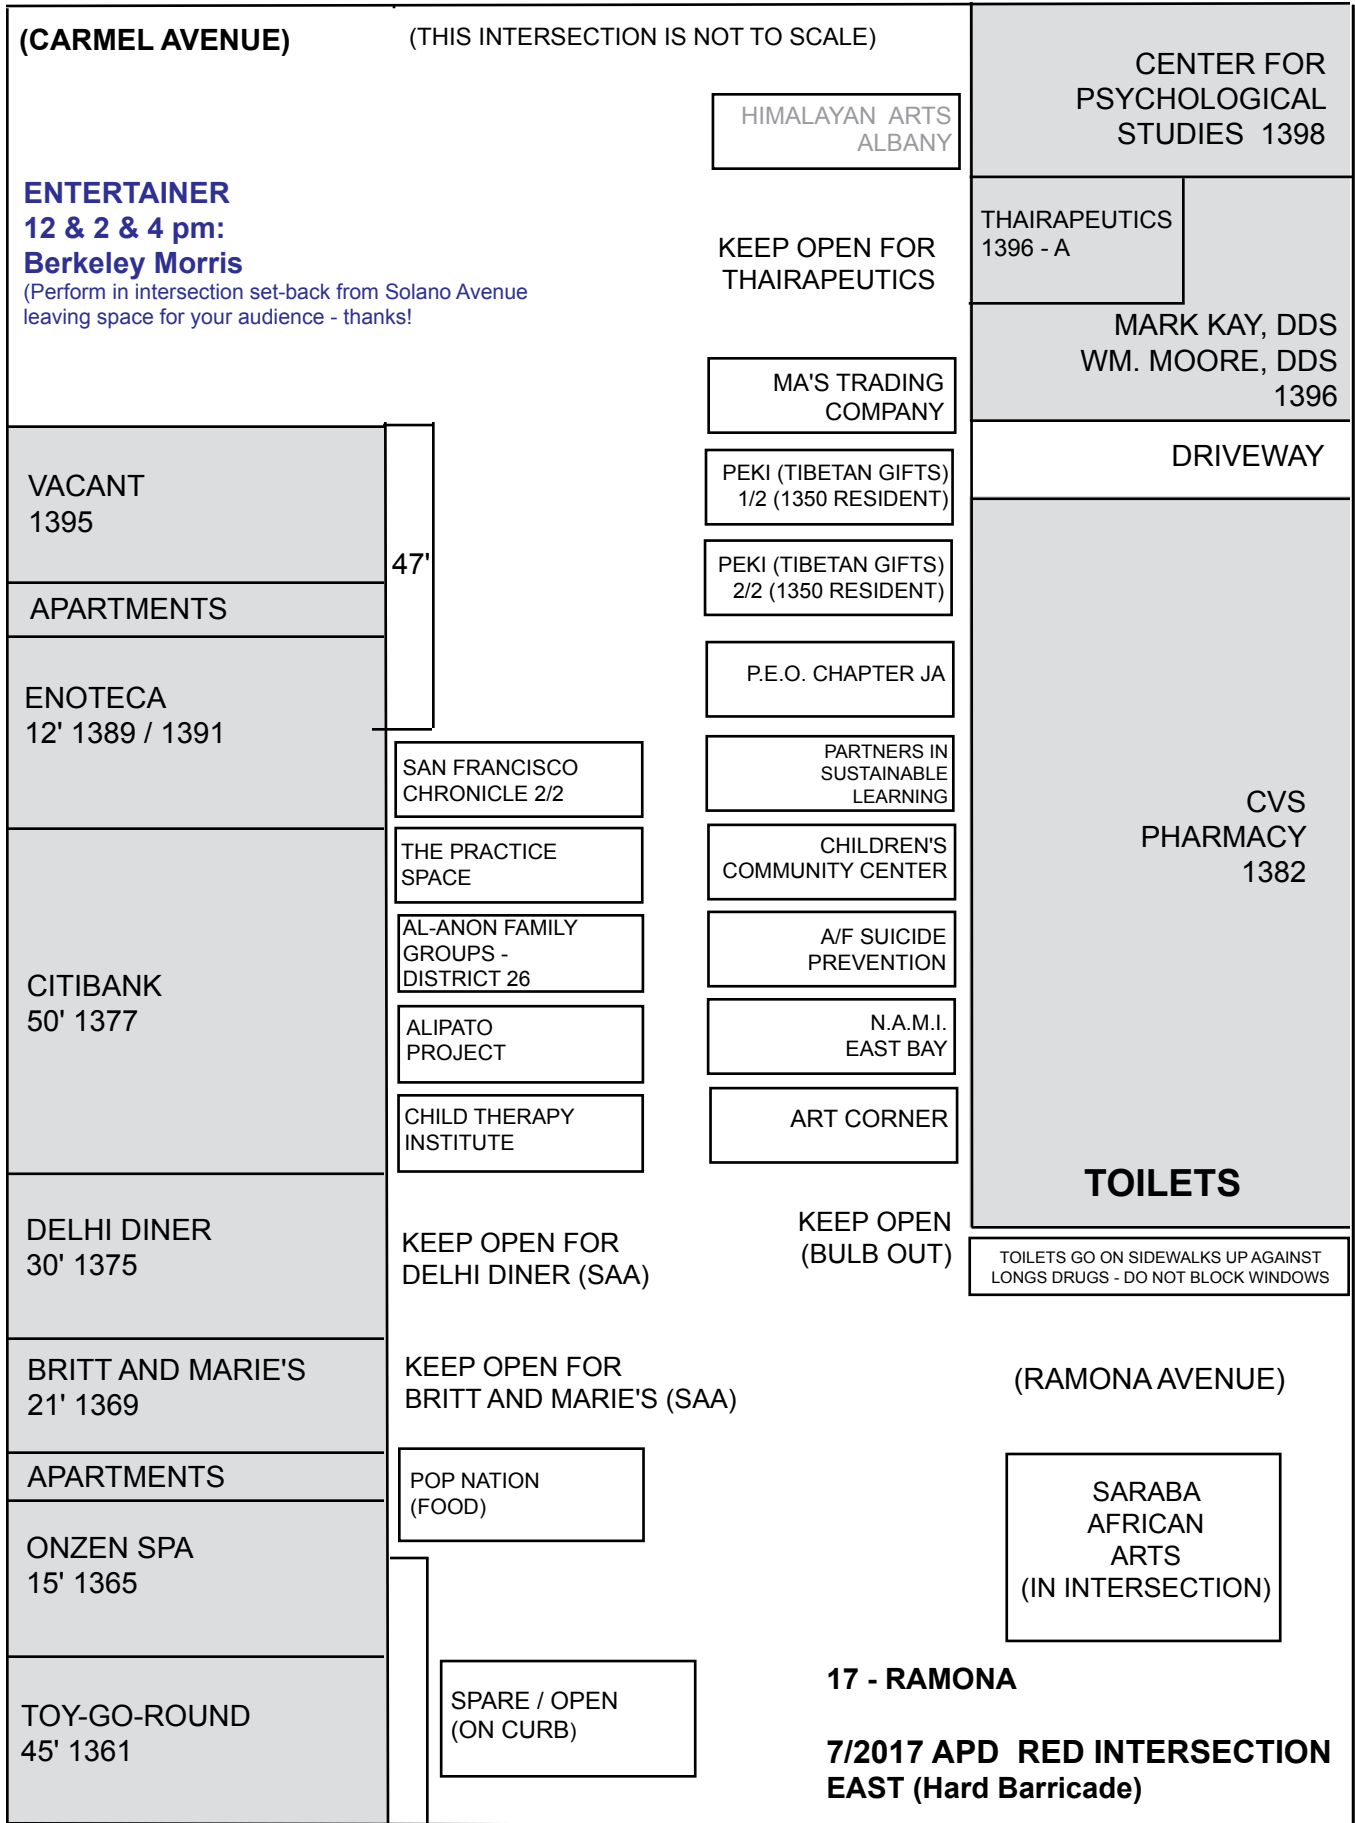 (CARMEL AVENUE)
(THIS INTERSECTION IS NOT TO SCALE)
CENTER FOR
PSYCHOLOGICAL
STUDIES 1398
HIMALAYAN ARTS
ALBANY
ENTERTAINER
12 & 2 & 4 pm:
Berkeley Morris
(Perform in intersection set-back from Solano Avenue
leaving space for your audience - thanks!
KEEP OPEN FOR
THAIRAPEUTICS
THAIRAPEUTICS
1396 - A
MARK KAY, DDS
WM. MOORE, DDS
1396
MA'S TRADING
COMPANY
DRIVEWAY
VACANT
1395
47'
PEKI (TIBETAN GIFTS)
1/2 (1350 RESIDENT)
PEKI (TIBETAN GIFTS)
2/2 (1350 RESIDENT)
APARTMENTS
ENOTECA
12' 1389 / 1391
P.E.O. CHAPTER JA
SAN FRANCISCO
CHRONICLE 2/2
PARTNERS IN
SUSTAINABLE
LEARNING
CVS
PHARMACY
1382
THE PRACTICE
SPACE
CHILDREN'S
COMMUNITY CENTER
AL-ANON FAMILY
GROUPS -
DISTRICT 26
A/F SUICIDE
PREVENTION
CITIBANK
50' 1377
ALIPATO
PROJECT
N.A.M.I.
EAST BAY
CHILD THERAPY
INSTITUTE
ART CORNER
TOILETS
DELHI DINER
30' 1375
KEEP OPEN FOR
DELHI DINER (SAA)
KEEP OPEN
(BULB OUT)
TOILETS GO ON SIDEWALKS UP AGAINST
LONGS DRUGS - DO NOT BLOCK WINDOWS
BRITT AND MARIE'S
21' 1369
KEEP OPEN FOR
BRITT AND MARIE'S (SAA)
(RAMONA AVENUE)
APARTMENTS
POP NATION
(FOOD)
SARABA
AFRICAN
ARTS
(IN INTERSECTION)
ONZEN SPA
15' 1365
TOY-GO-ROUND
45' 1361
SPARE / OPEN
(ON CURB)
17 - RAMONA
7/2017 APD RED INTERSECTION
EAST (Hard Barricade)